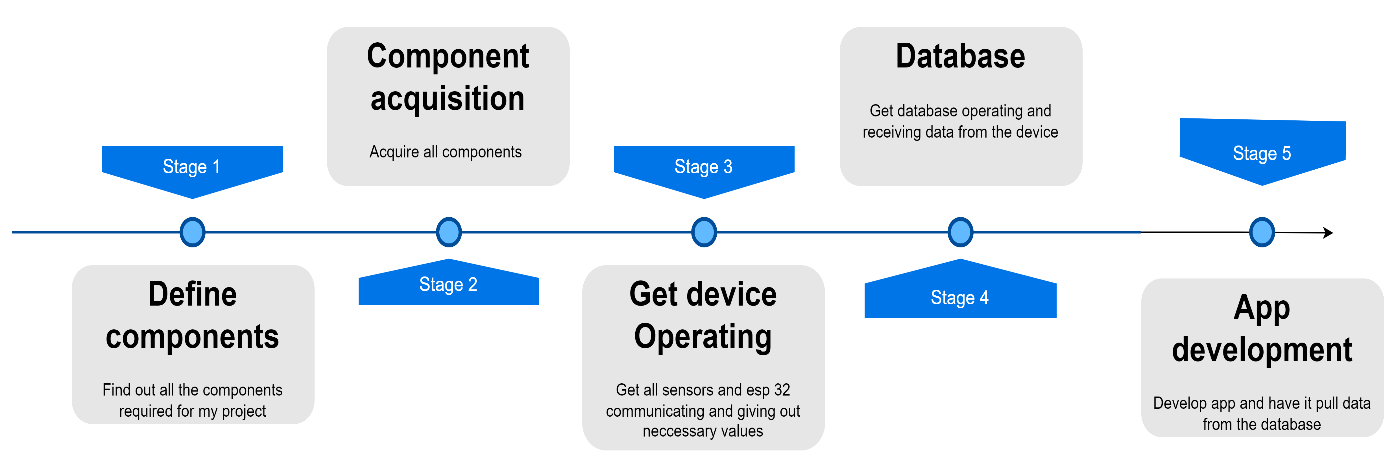 Stage 1
Define
components
Find out all the components
required for my project
Component
acquisition
Acquire all components
Stage 2
Stage 3
Get device
Operating
Get all sensors and esp 32
communicating and giving out
neccessary values
Database
Get database operating and
receiving data from the device
Stage 4
Stage 5
App
development
Develop app and have it pull data
from the database